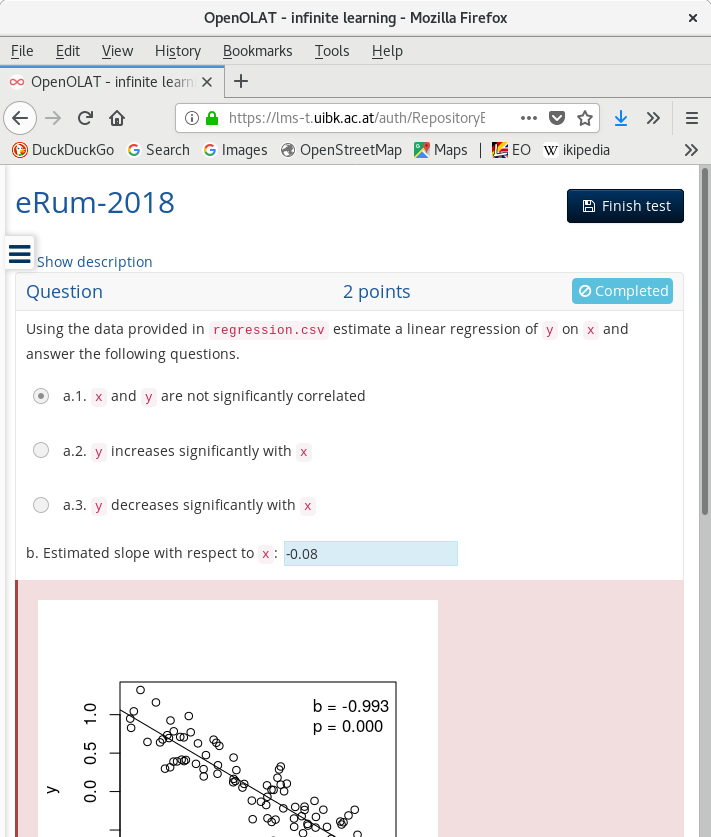 OpenOLAT - infinite learning - Mozilla Firefox
File Edit View History Bookmarks Tools Help
OpenOLAT - infinite learn
https://lms-t.uibk.ac.at/auth/RepositoryE
DuckDuckGo G Search G Images OpenStreetMap Maps | EO W ikipedia
eRum-2018
Finish test
Show description
Question 2 points Completed
Using the data provided in regression.csv estimate a linear regression of y on x and
answer the following questions.
a.1. x and y are not significantly correlated
a.2. y increases significantly with x
a.3. y decreases significantly with x
b. Estimated slope with respect to x : -0.08
b = -0.993
p = 0.000
1.0
0.5
0.0
y